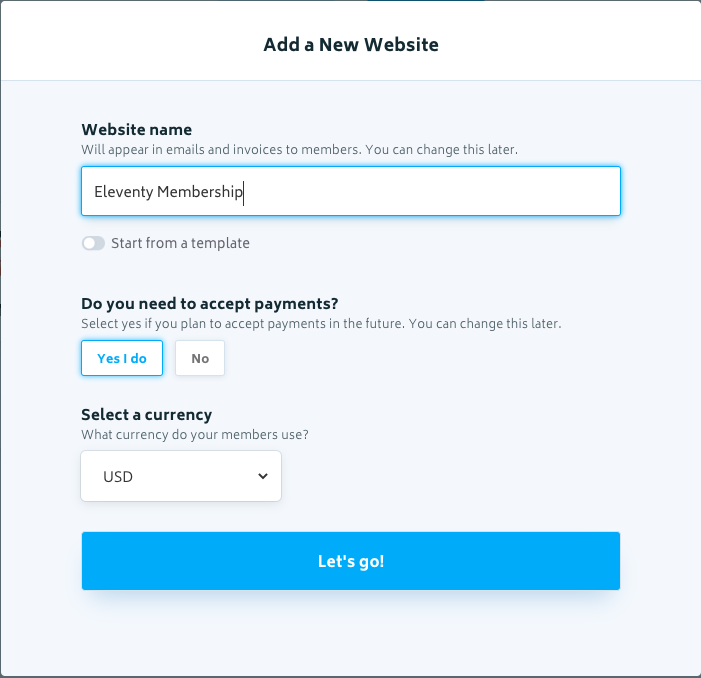 Add a New Website
Website name
Will appear in emails and invoices to members. You can change this later.
Eleventy Membership
Start from a template
Do you need to accept payments?
Select yes if you plan to accept payments in the future. You can change this later.
Yes I do
No
Select a currency
What currency do your members use?
USD
Let's go!